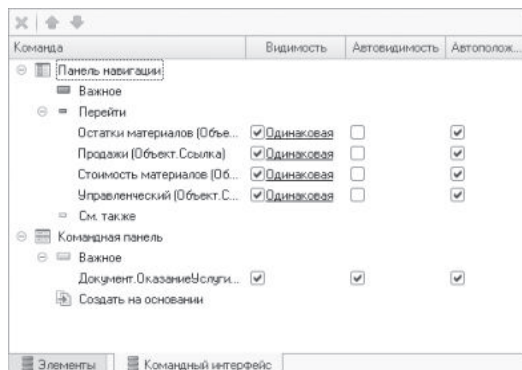 Команда Видимость Автовидимость Автополож...
Панель навигации
Важное
Перейти
Остатки материалов (Объе... Одинаковая
Продажи (Объект.Ссылка) Одинаковая
Стоимость материалов (Об... Одинаковая
Управленческий (Объект.С... Одинаковая
См. также
Командная панель
Важное
Документ.ОказаниеУслуги...
Создать на основании
Элементы Командный интерфейс